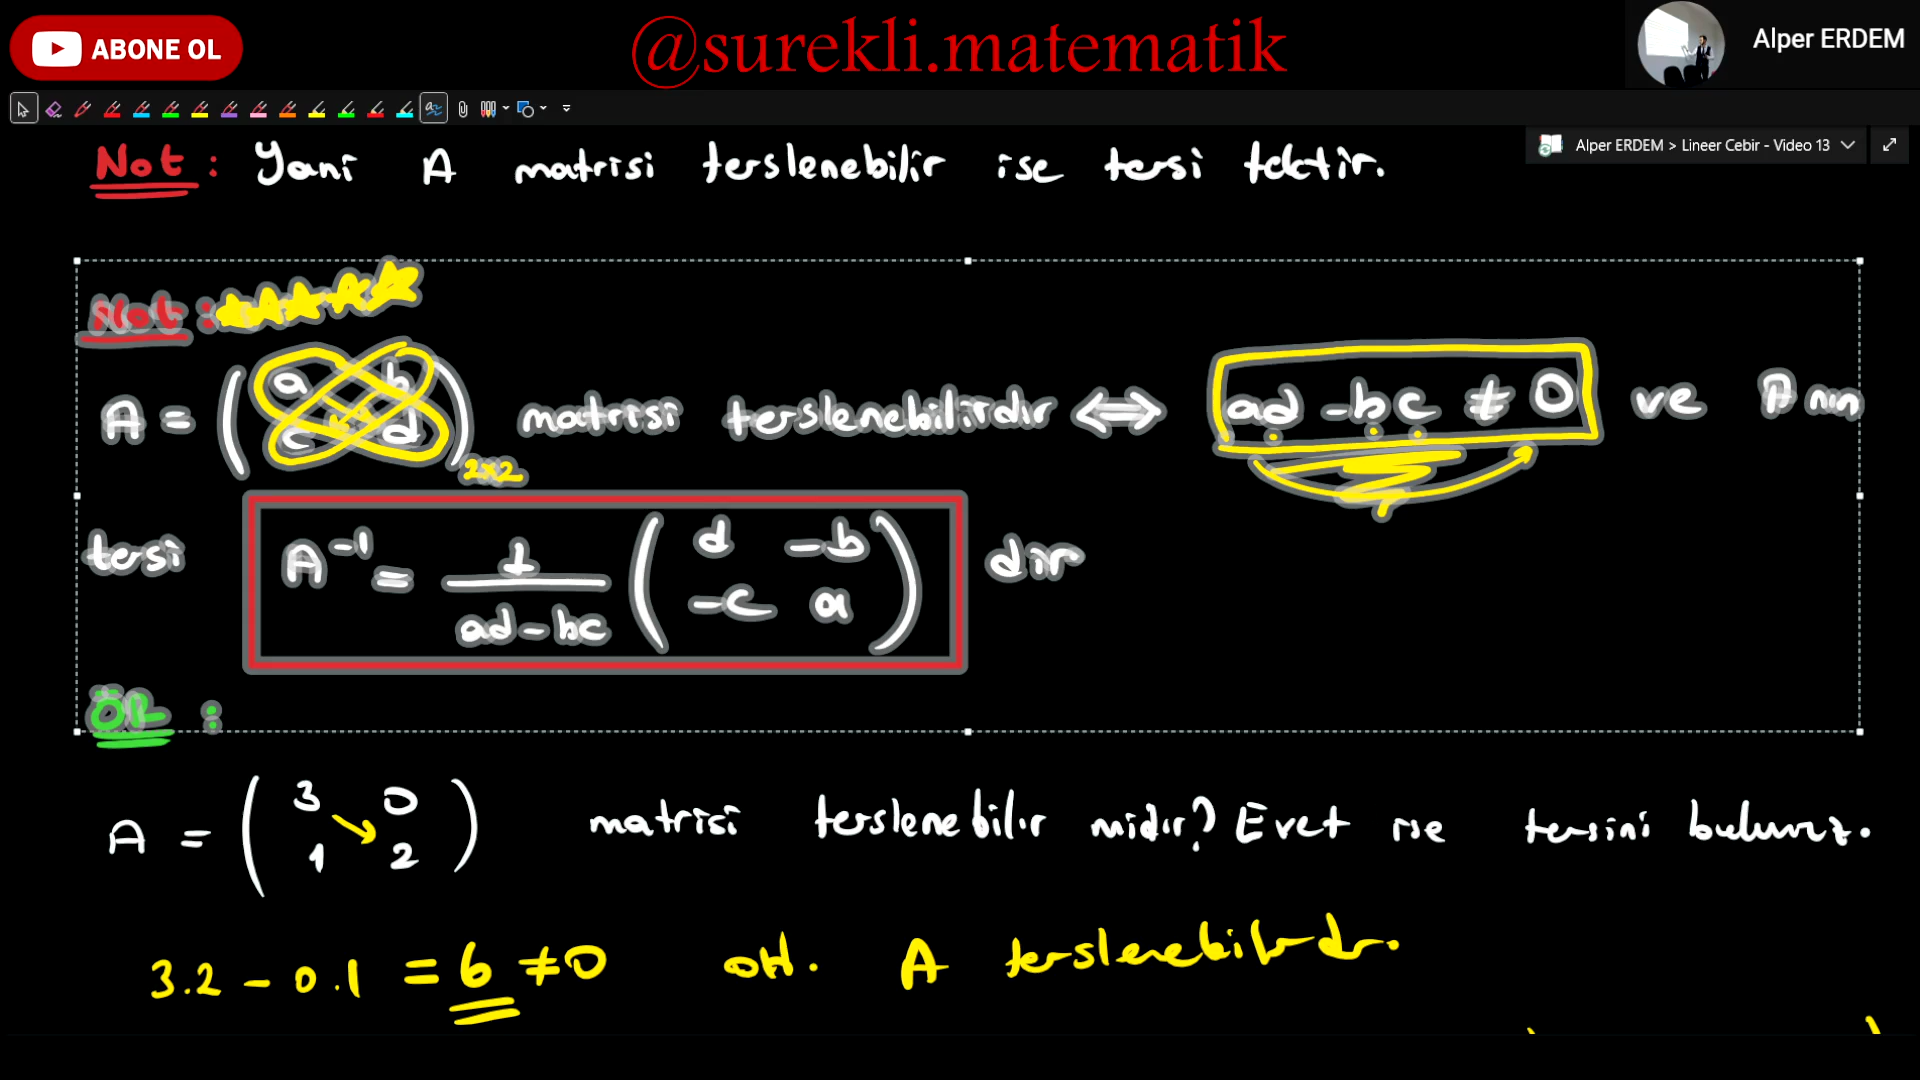 ABONE OL
@surekli.matematik
Alper ERDEM
Alper ERDEM > Lineer Cebir - Video 13
Not : Yani A matrisi terslenebilir ise tersi tektir.
Not :
A = ( a b
c d )2x2 matrisi terslenebilirdir ⟺ ad - bc ≠ 0 ve A nın
tersi A⁻¹ = 1/(ad-bc) ( d -b
-c a ) dir
ÖR :
A = ( 3 0
1 2 ) matrisi terslenebilir midir? Evet ise tersini bulunuz.
3.2 - 0.1 = 6 ≠ 0 old. A terslenebilirdir.